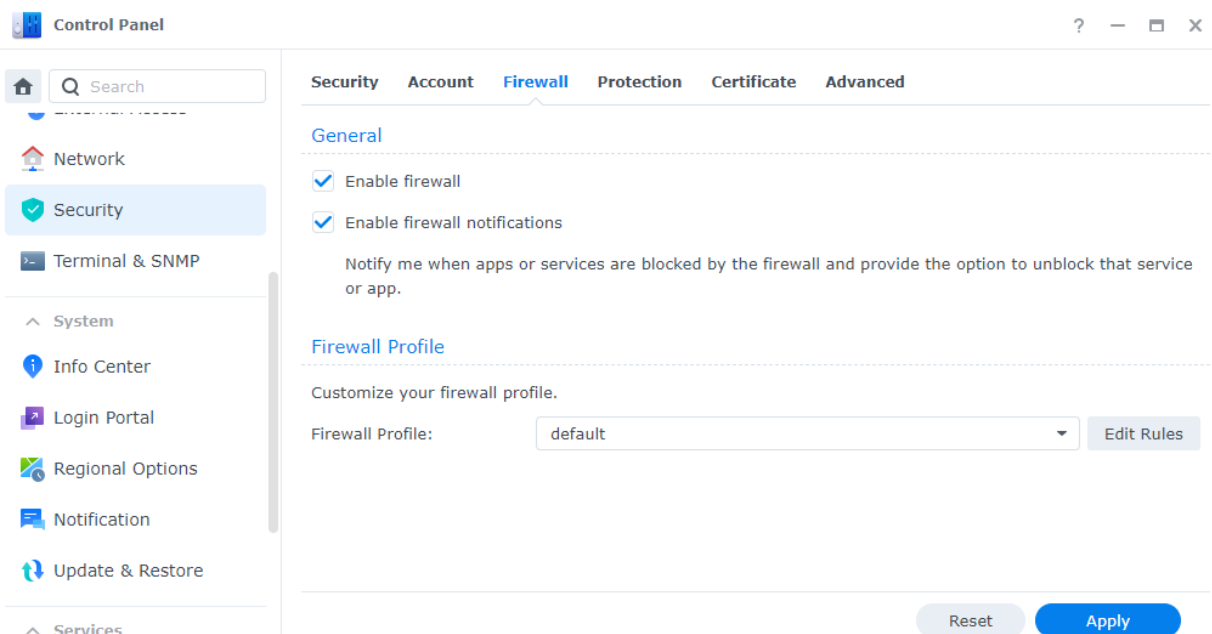 Control Panel
Search
Network
Security
Terminal & SNMP
System
Info Center
Login Portal
Regional Options
Notification
Update & Restore
Services
Security Account Firewall Protection Certificate Advanced
General
Enable firewall
Enable firewall notifications
Notify me when apps or services are blocked by the firewall and provide the option to unblock that service
or app.
Firewall Profile
Customize your firewall profile.
Firewall Profile: default Edit Rules
Reset Apply